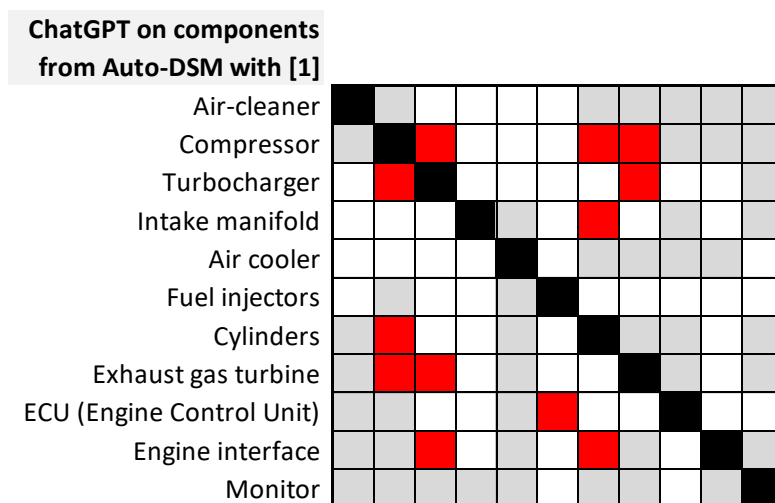 ChatGPT on components
from Auto-DSM with [1]
Air-cleaner
Compressor
Turbocharger
Intake manifold
Air cooler
Fuel injectors
Cylinders
Exhaust gas turbine
ECU (Engine Control Unit)
Engine interface
Monitor